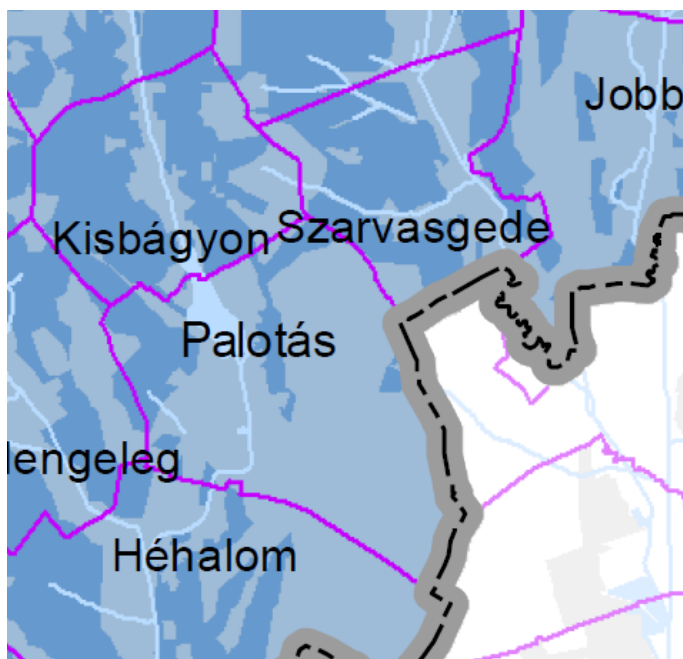 Jobb
Kisbágyon
Szarvasgede
Palotás
lengeleg
Héhalom